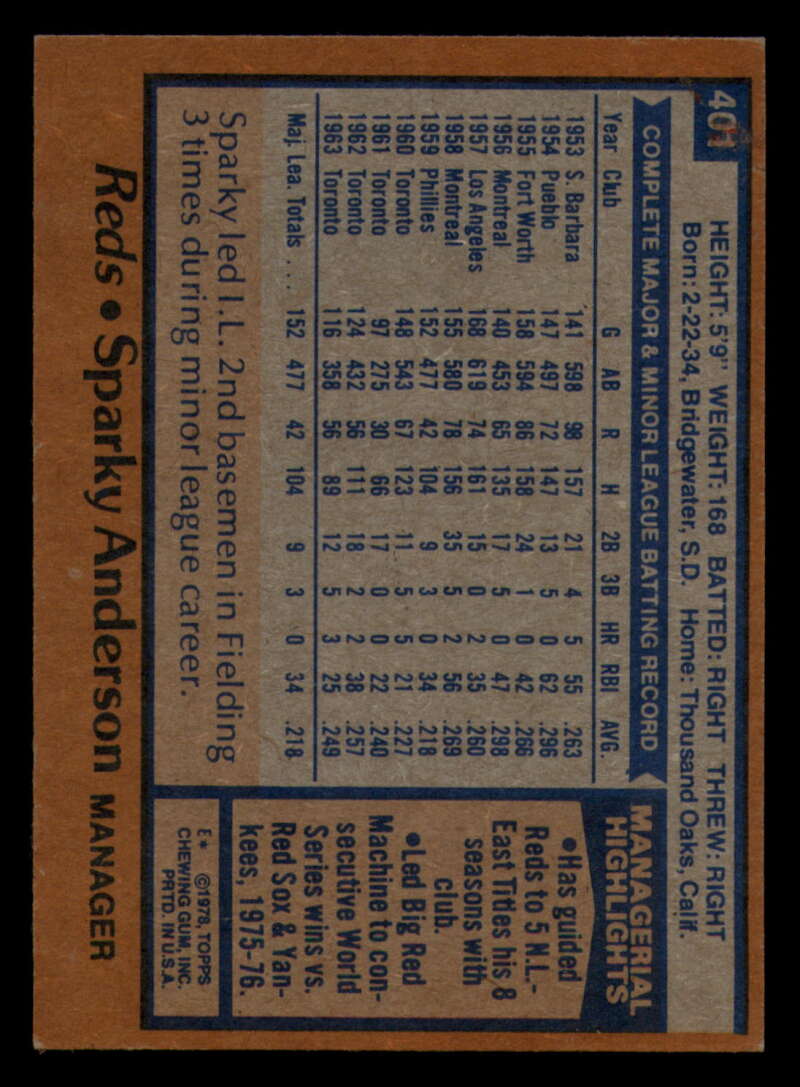 401
HEIGHT: 5'9" WEIGHT: 168 BATTED: RIGHT THREW: RIGHT
Born: 2-22-34, Bridgewater, S.D. Home: Thousand Oaks, Calif.
COMPLETE MAJOR & MINOR LEAGUE BATTING RECORD
Year Club G AB R H 2B 3B HR RBI AVG.
1953 S. Barbara 141 598 98 157 21 4 5 55 .263
1954 Pueblo 147 497 72 147 13 5 0 62 .296
1955 Fort Worth 158 594 86 158 24 1 0 42 .266
1956 Montreal 140 453 65 135 17 5 0 47 .298
1957 Los Angeles 168 619 74 161 15 0 2 35 .260
1958 Montreal 155 580 78 156 35 5 2 56 .269
1959 Phillies 152 477 42 104 9 3 0 34 .218
1960 Toronto 148 543 67 123 11 5 5 21 .227
1961 Toronto 97 275 30 66 17 0 0 22 .240
1962 Toronto 124 432 56 111 18 2 2 38 .257
1963 Toronto 116 358 56 89 12 5 3 25 .249
Maj. Lea. Totals . . . 152 477 42 104 9 3 0 34 .218
Sparky led I.L. 2nd basemen in Fielding
3 times during minor league career.
MANAGERIAL
HIGHLIGHTS
•Has guided
Reds to 5 N.L.-
East Titles his 8
seasons with
club.
•Led Big Red
Machine to con-
secutive World
Series wins vs.
Red Sox & Yan-
kees, 1975-76.
E* ©1978, TOPPS
CHEWING GUM, INC.
PRTD. IN U.S.A.
Reds • Sparky Anderson MANAGER